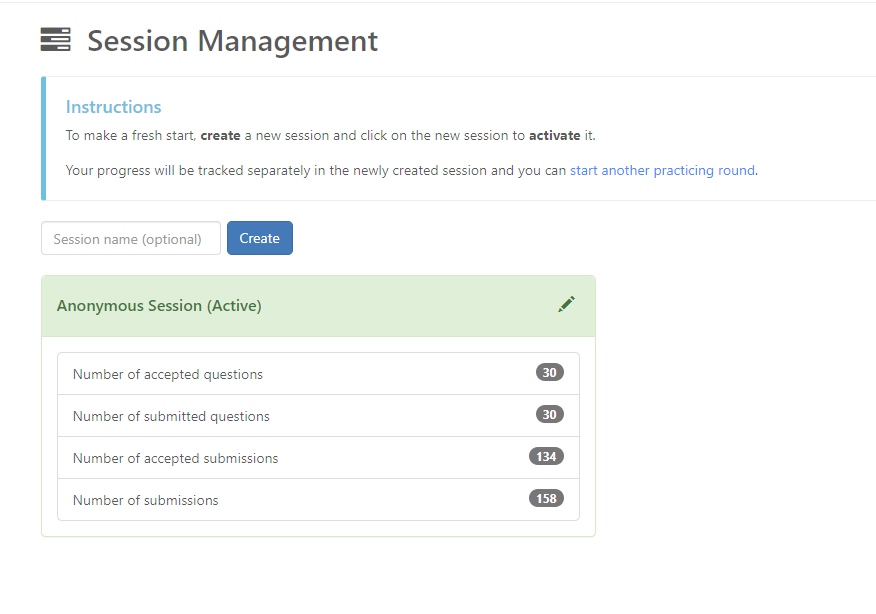 Session Management
Instructions
To make a fresh start, create a new session and click on the new session to activate it.
Your progress will be tracked separately in the newly created session and you can start another practicing round.
Session name (optional) Create
Anonymous Session (Active)
Number of accepted questions 30
Number of submitted questions 30
Number of accepted submissions 134
Number of submissions 158